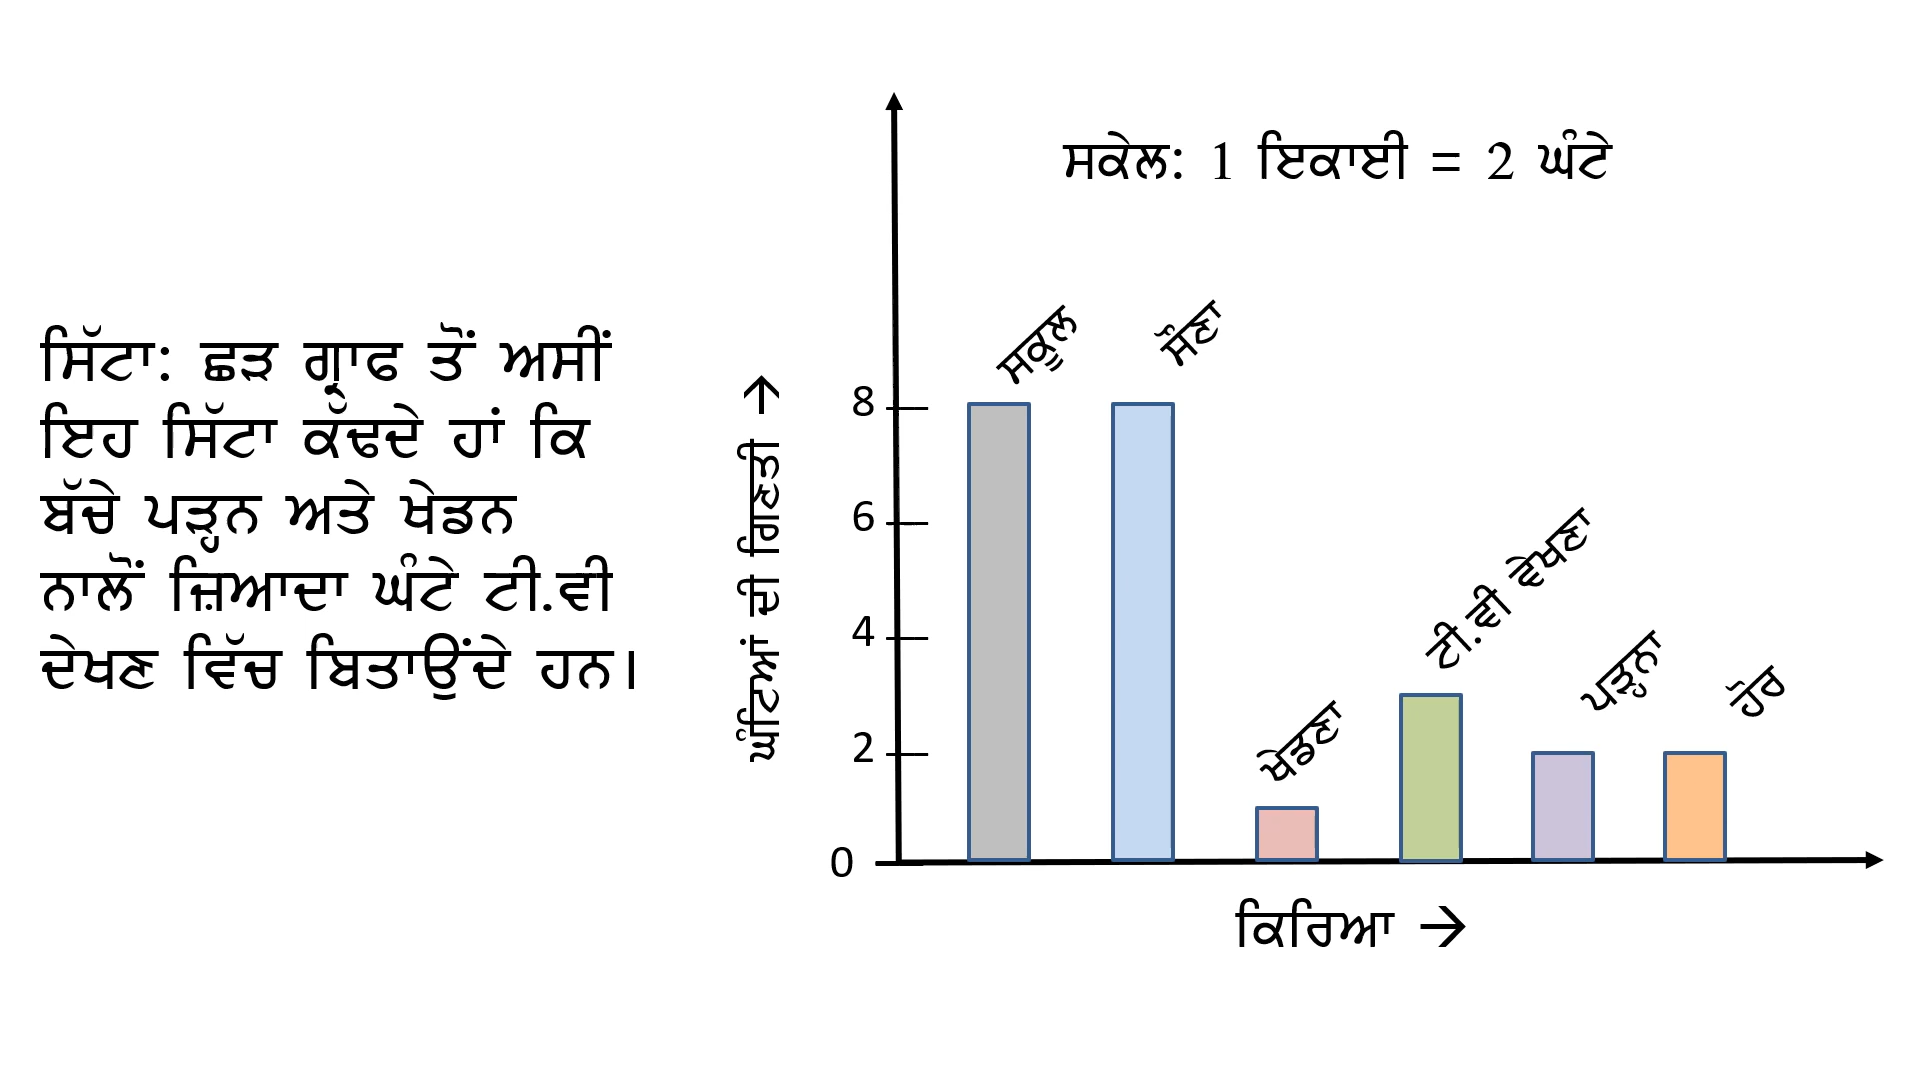 ਸਿੱਟਾ: ਛੜ ਗ੍ਰਾਫ ਤੋਂ ਅਸੀਂ
ਇਹ ਸਿੱਟਾ ਕੱਢਦੇ ਹਾਂ ਕਿ
ਬੱਚੇ ਪੜ੍ਹਨ ਅਤੇ ਖੇਡਨ
ਨਾਲੋਂ ਜ਼ਿਆਦਾ ਘੰਟੇ ਟੀ.ਵੀ
ਦੇਖਣ ਵਿੱਚ ਬਿਤਾਉਂਦੇ ਹਨ।
ਸਕੇਲ: 1 ਇਕਾਈ = 2 ਘੰਟੇ
ਘੰਟਿਆਂ ਦੀ ਗਿਣਤੀ →
8
6
4
2
0
ਸਕੂਲ
ਸੌਣਾ
ਖੇਡਣਾ
ਟੀ.ਵੀ ਵੇਖਣਾ
ਪੜ੍ਹਨਾ
ਹੋਰ
ਕਿਰਿਆ →